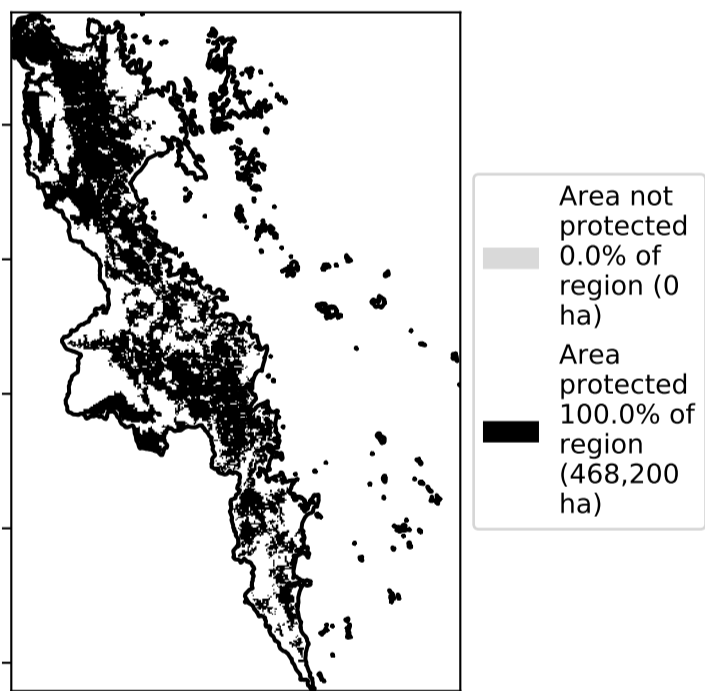 Area not
protected
0.0% of
region (0
ha)
Area
protected
100.0% of
region
(468,200
ha)